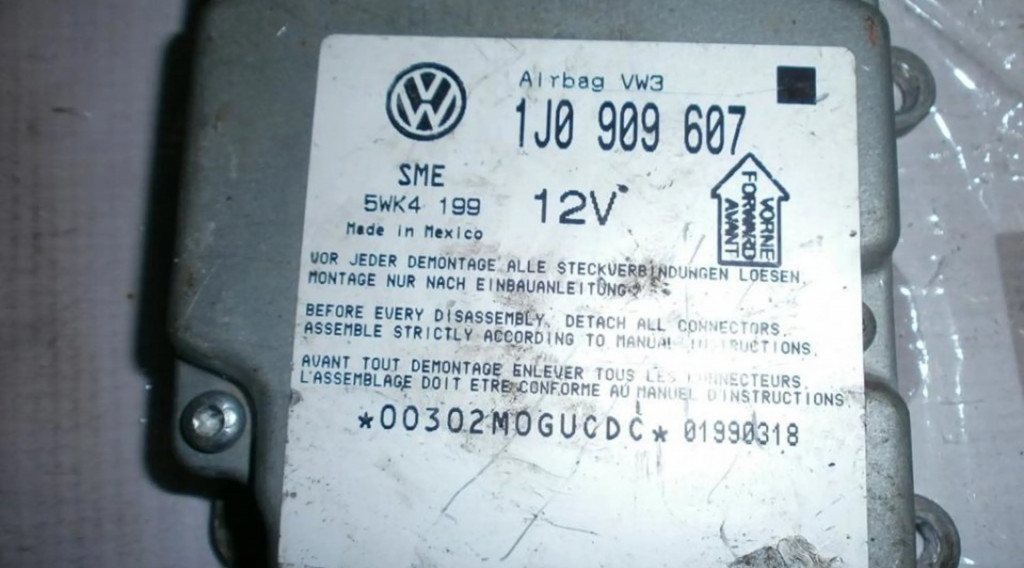 Airbag VW3
1J0 909 607
SME
5WK4 199
12V
Made in Mexico
VORNE
FORWARD
AVANT
VOR JEDER DEMONTAGE ALLE STECKVERBINDUNGEN LOESEN
MONTAGE NUR NACH EINBAUANLEITUNG
BEFORE EVERY DISASSEMBLY, DETACH ALL CONNECTORS.
ASSEMBLE STRICTLY ACCORDING TO MANUAL INSTRUCTIONS.
AVANT TOUT DEMONTAGE ENLEVER TOUS LES CONNECTEURS.
L'ASSEMBLAGE DOIT ETRE CONFORME AU MANUEL D'INSTRUCTIONS.
*00302M0GUCDC* 01990318